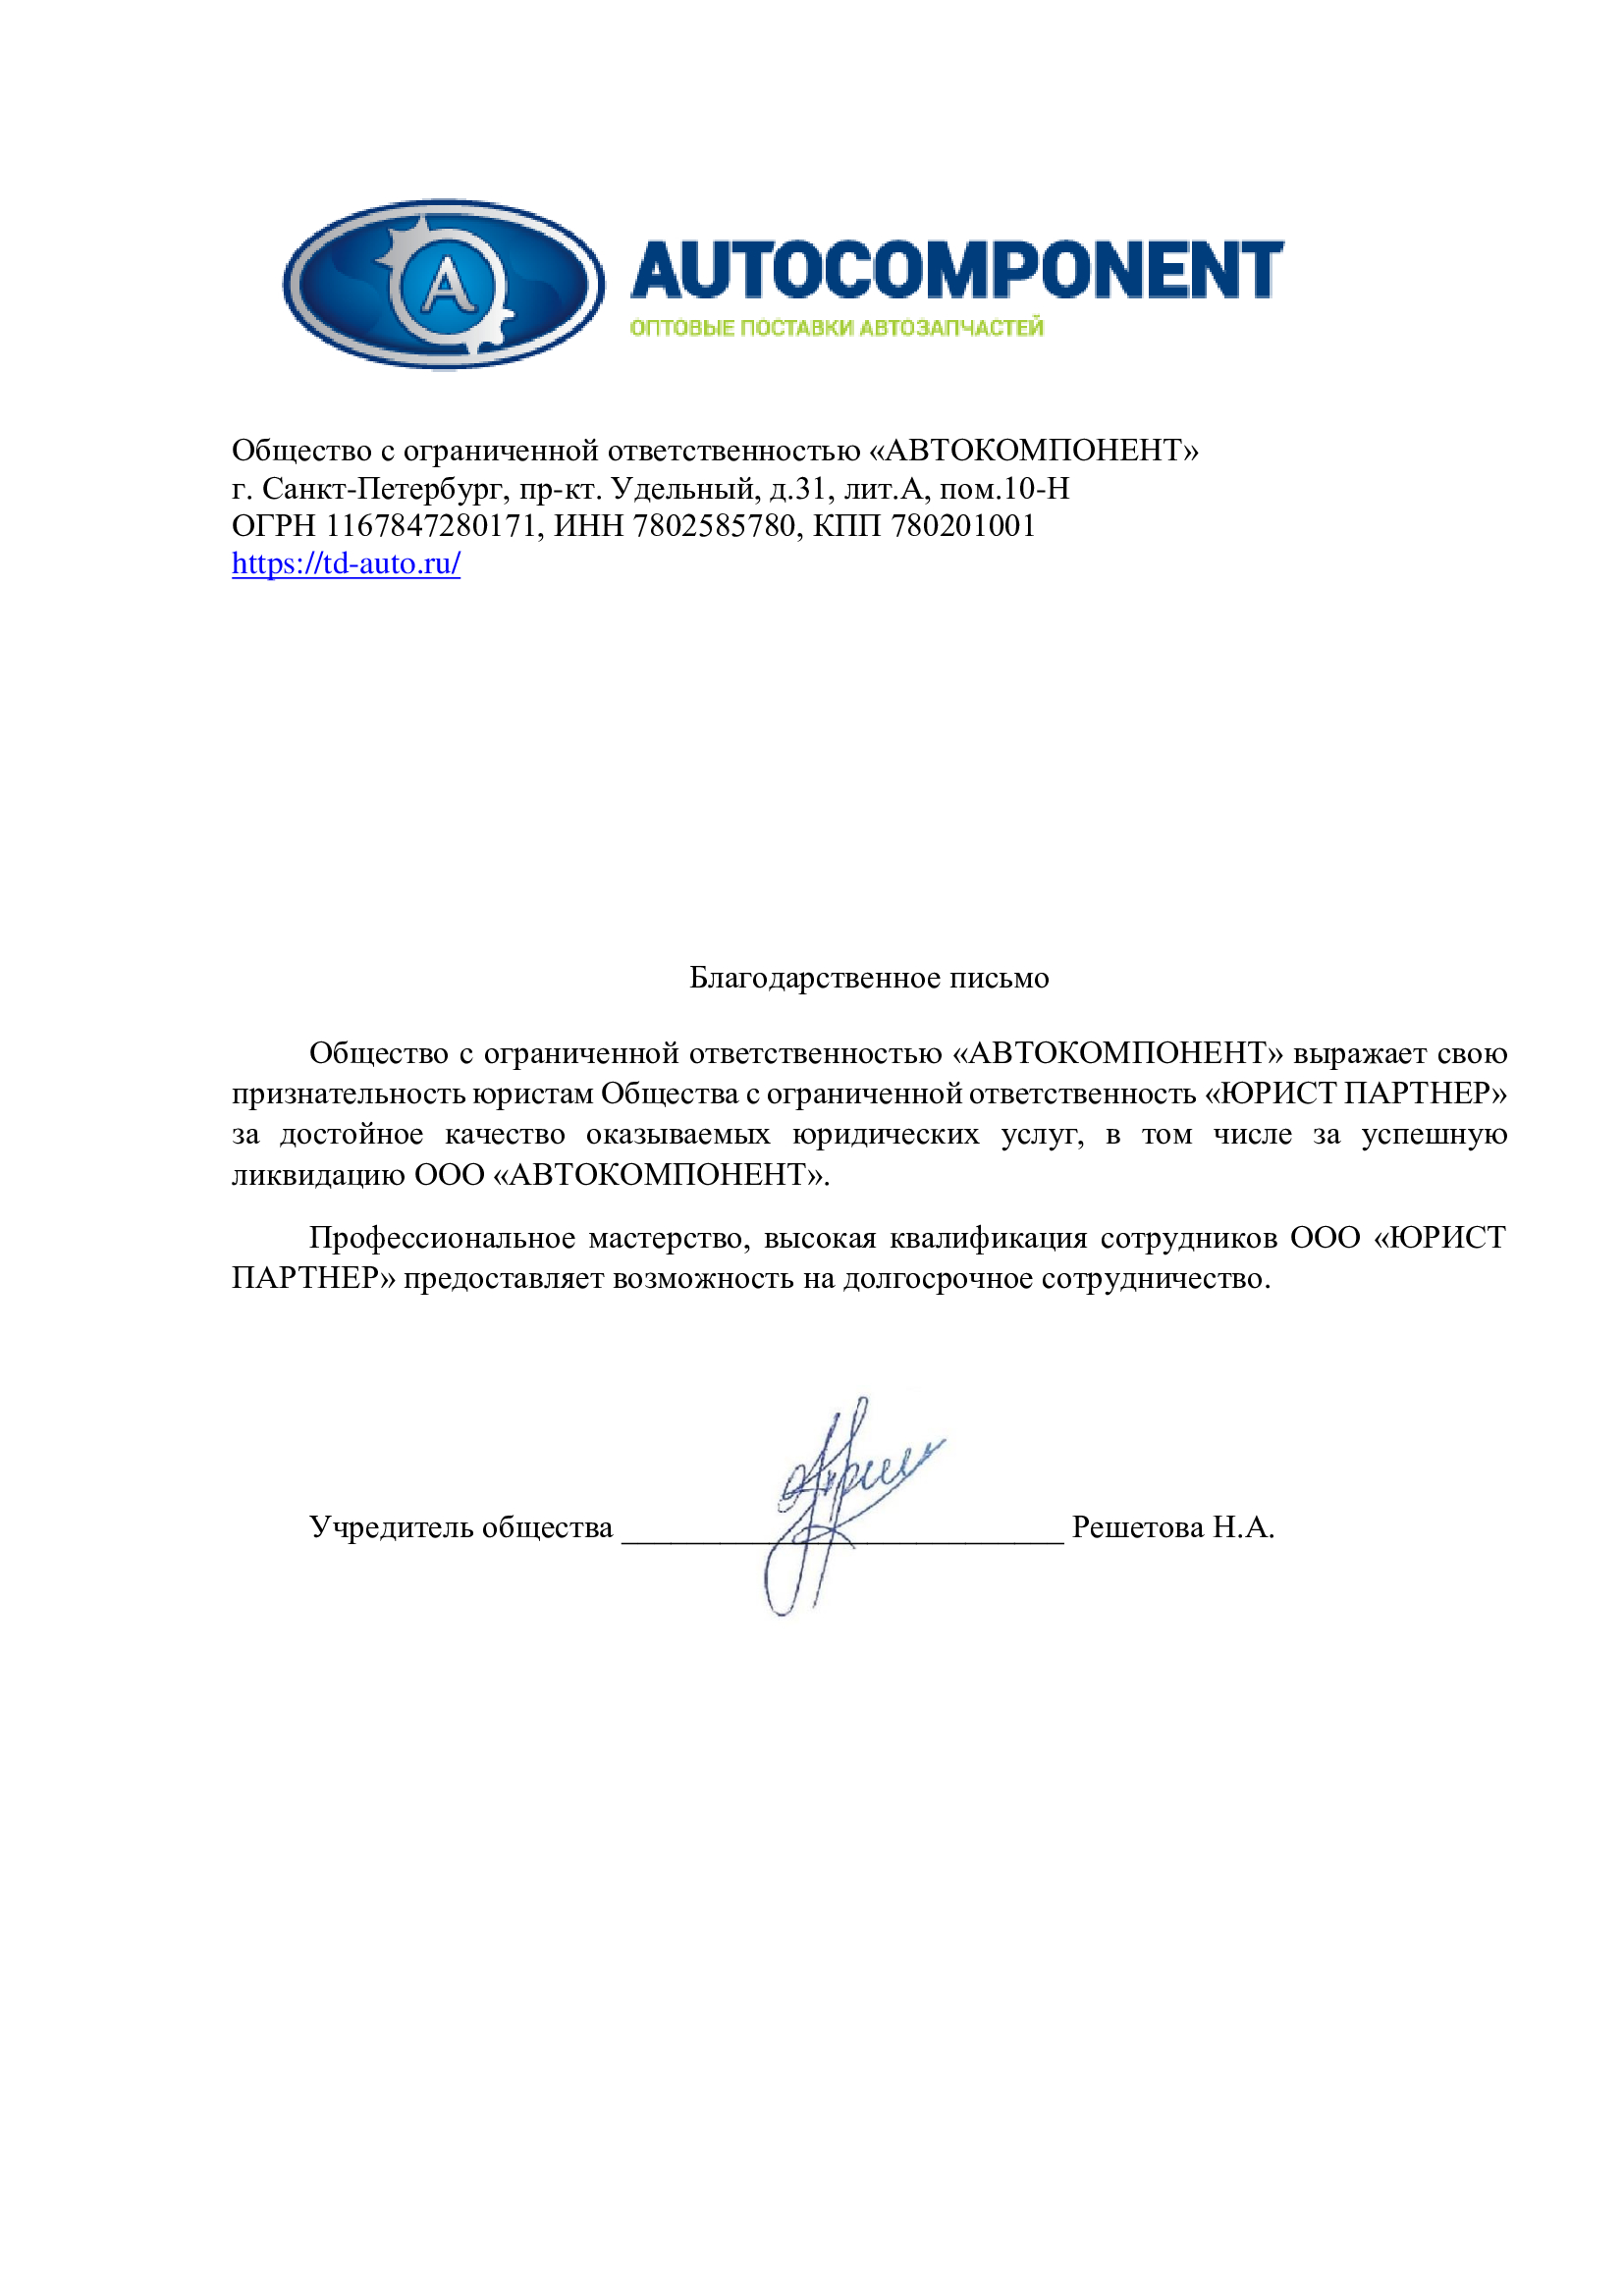 A
AUTOCOMPONENT
ОПТОВЫЕ ПОСТАВКИ АВТОЗАПЧАСТЕЙ
Общество с ограниченной ответственностью «АВТОКОМПОНЕНТ»
г. Санкт-Петербург, пр-кт. Удельный, д.31, лит.А, пом.10-Н
ОГРН 1167847280171, ИНН 7802585780, КПП 780201001
https://td-auto.ru/
Благодарственное письмо
Общество с ограниченной ответственностью «АВТОКОМПОНЕНТ» выражает свою
признательность юристам Общества с ограниченной ответственность «ЮРИСТ ПАРТНЕР»
за достойное качество оказываемых юридических услуг, в том числе за успешную
ликвидацию ООО «АВТОКОМПОНЕНТ».
Профессиональное мастерство, высокая квалификация сотрудников ООО «ЮРИСТ
ПАРТНЕР» предоставляет возможность на долгосрочное сотрудничество.
Учредитель общества ___________________________ Решетова Н.А.